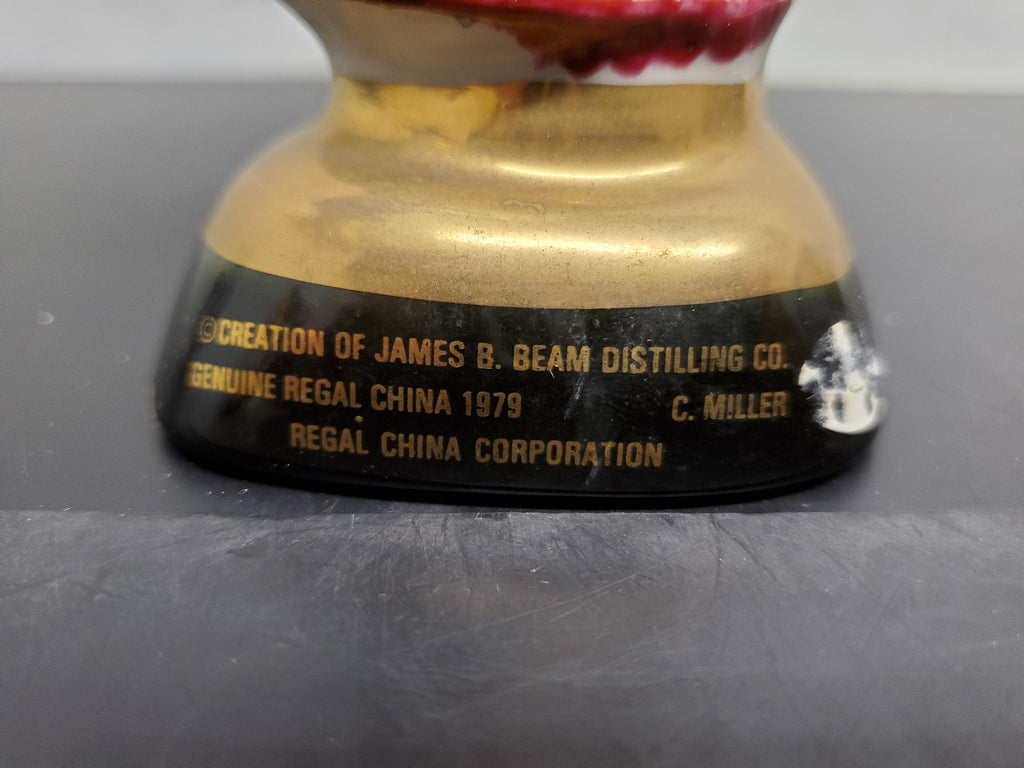 ©CREATION OF JAMES B. BEAM DISTILLING CO.
GENUINE REGAL CHINA 1979 C. MILLER
REGAL CHINA CORPORATION